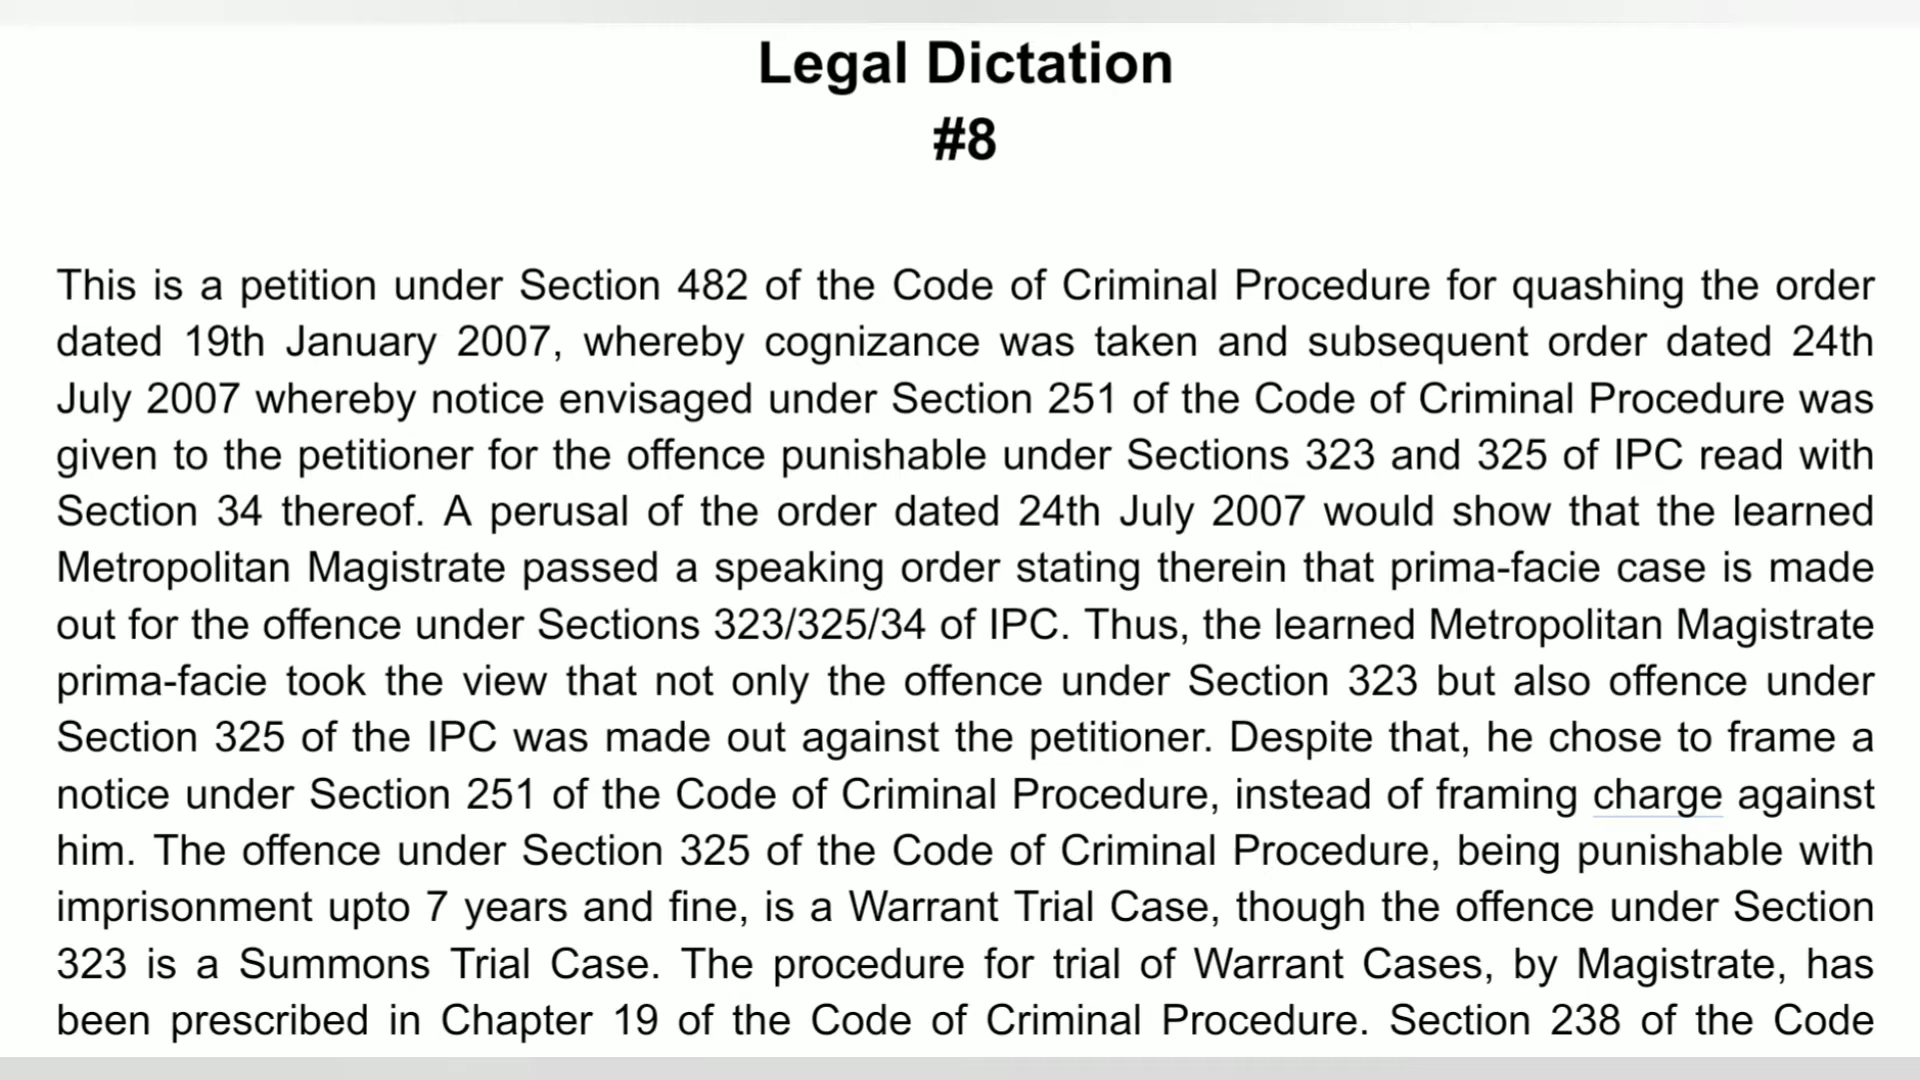 Legal Dictation
#8
This is a petition under Section 482 of the Code of Criminal Procedure for quashing the order
dated 19th January 2007, whereby cognizance was taken and subsequent order dated 24th
July 2007 whereby notice envisaged under Section 251 of the Code of Criminal Procedure was
given to the petitioner for the offence punishable under Sections 323 and 325 of IPC read with
Section 34 thereof. A perusal of the order dated 24th July 2007 would show that the learned
Metropolitan Magistrate passed a speaking order stating therein that prima-facie case is made
out for the offence under Sections 323/325/34 of IPC. Thus, the learned Metropolitan Magistrate
prima-facie took the view that not only the offence under Section 323 but also offence under
Section 325 of the IPC was made out against the petitioner. Despite that, he chose to frame a
notice under Section 251 of the Code of Criminal Procedure, instead of framing charge against
him. The offence under Section 325 of the Code of Criminal Procedure, being punishable with
imprisonment upto 7 years and fine, is a Warrant Trial Case, though the offence under Section
323 is a Summons Trial Case. The procedure for trial of Warrant Cases, by Magistrate, has
been prescribed in Chapter 19 of the Code of Criminal Procedure. Section 238 of the Code